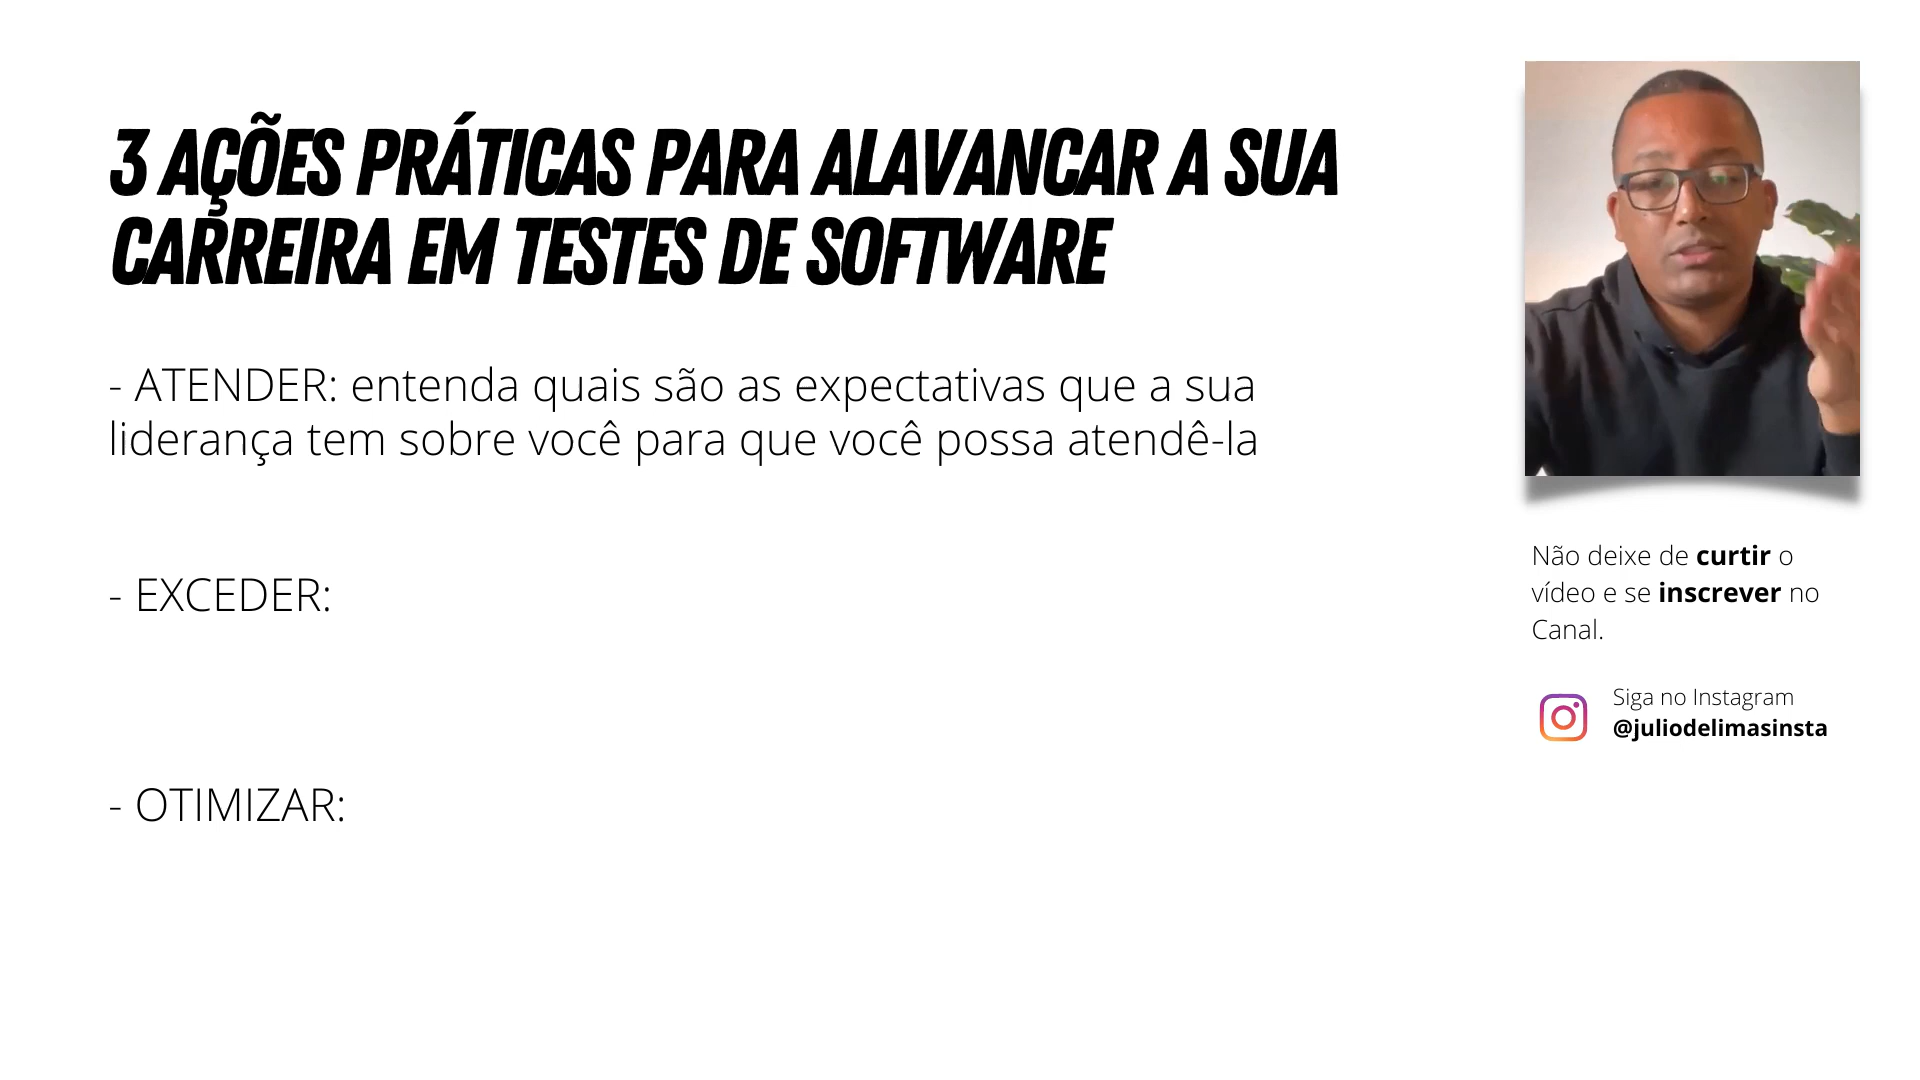 3 AÇÕES PRÁTICAS PARA ALAVANCAR A SUA
CARREIRA EM TESTES DE SOFTWARE
- ATENDER: entenda quais são as expectativas que a sua
liderança tem sobre você para que você possa atendê-la
- EXCEDER:
- OTIMIZAR:
Não deixe de curtir o
vídeo e se inscrever no
Canal.
Siga no Instagram
@juliodelimasinsta